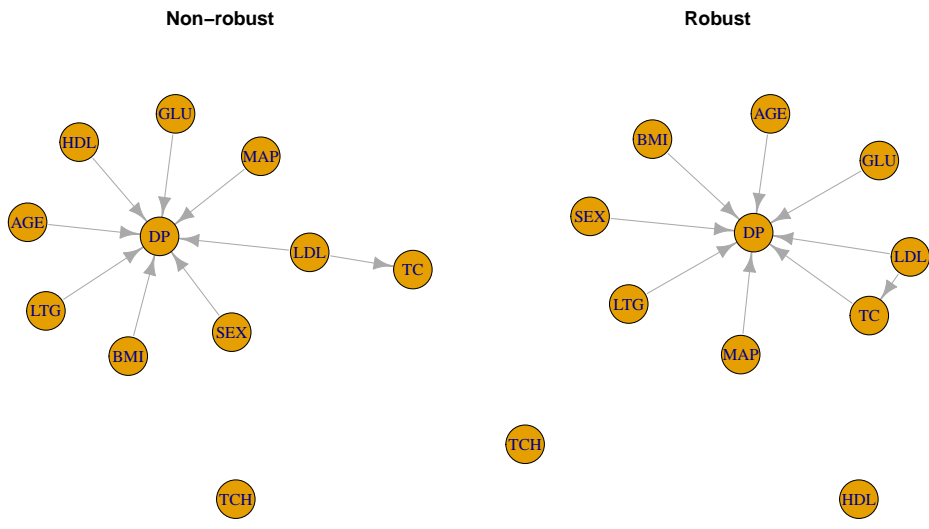 Non−robust
GLU
HDL
MAP
AGE
DP
LDL
TC
LTG
SEX
BMI
TCH
Robust
AGE
BMI
GLU
SEX
DP
LDL
LTG
TC
MAP
TCH
HDL